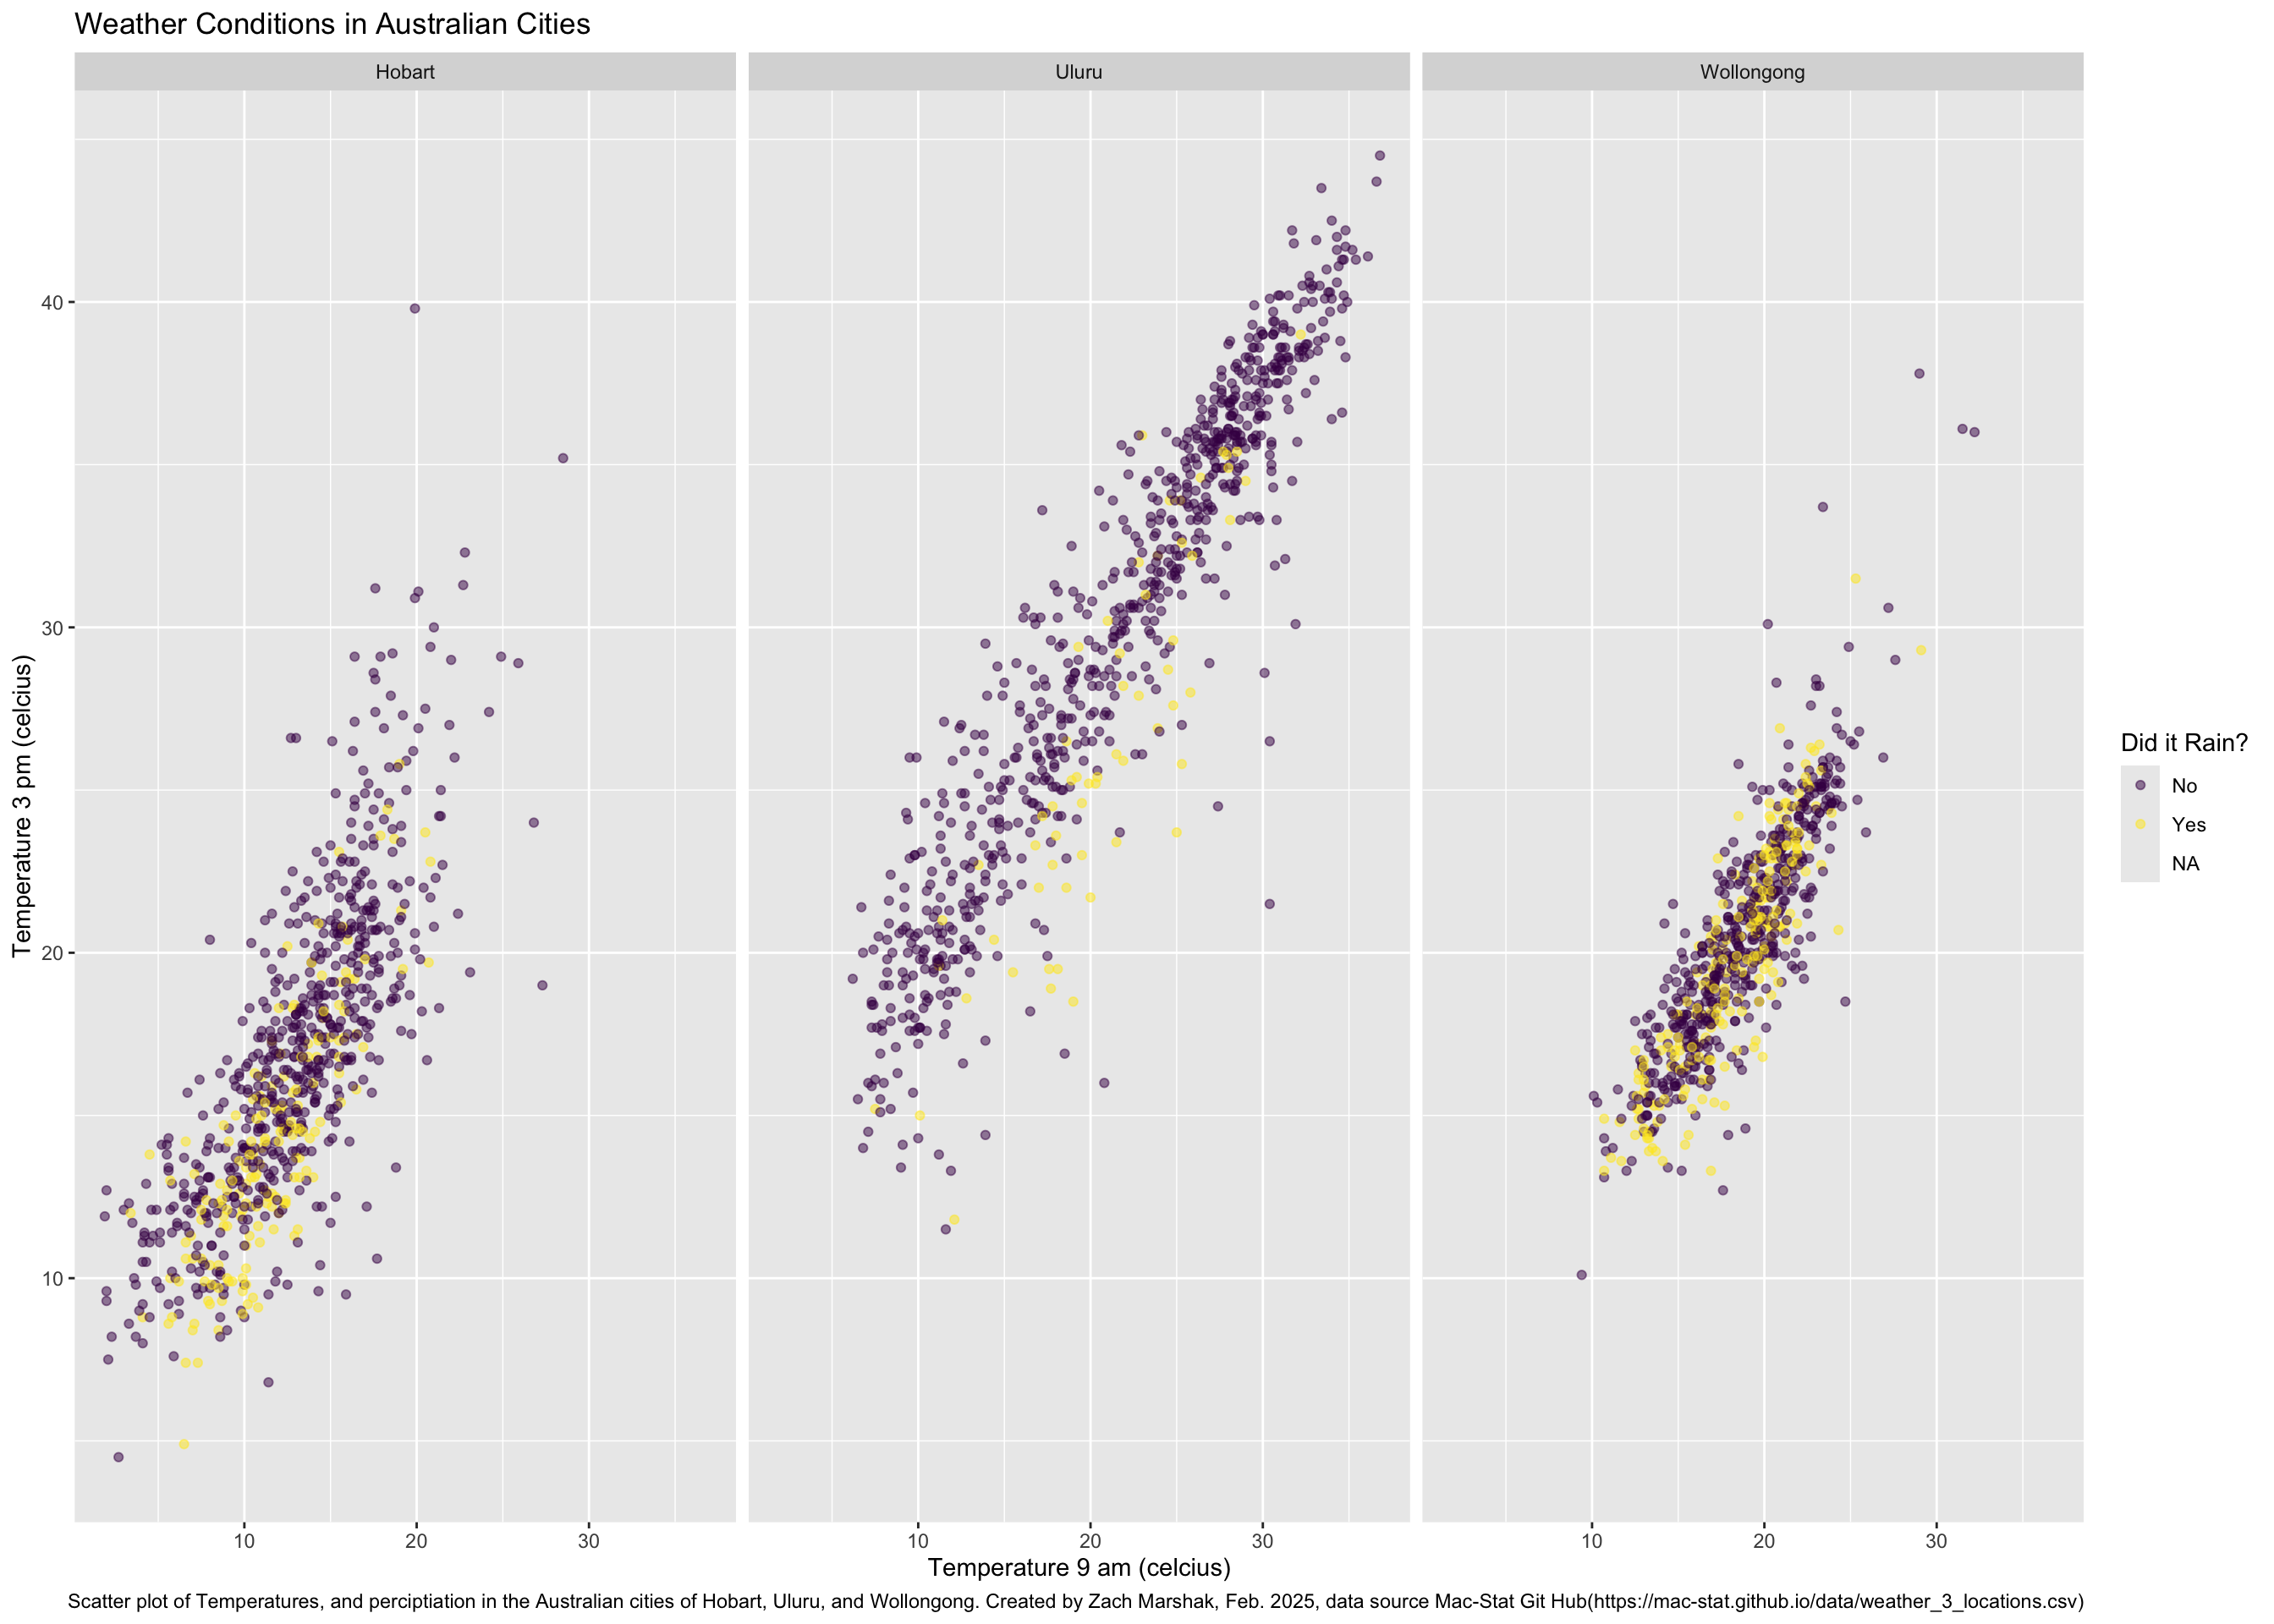 Weather Conditions in Australian Cities
Hobart
Uluru
Wollongong
40
30
20
10
Temperature 3 pm (celcius)
10 20 30
10 20 30
10 20 30
Temperature 9 am (celcius)
Did it Rain?
No
Yes
NA
Scatter plot of Temperatures, and perciptiation in the Australian cities of Hobart, Uluru, and Wollongong. Created by Zach Marshak, Feb. 2025, data source Mac-Stat Git Hub(https://mac-stat.github.io/data/weather_3_locations.csv)